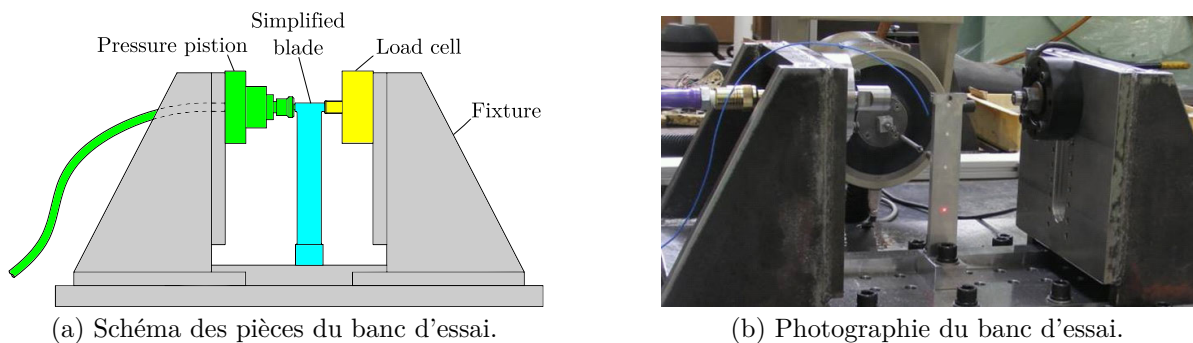 Simplified
blade
Pressure pistion
Load cell
Fixture
(a) Schéma des pièces du banc d'essai.
(b) Photographie du banc d'essai.